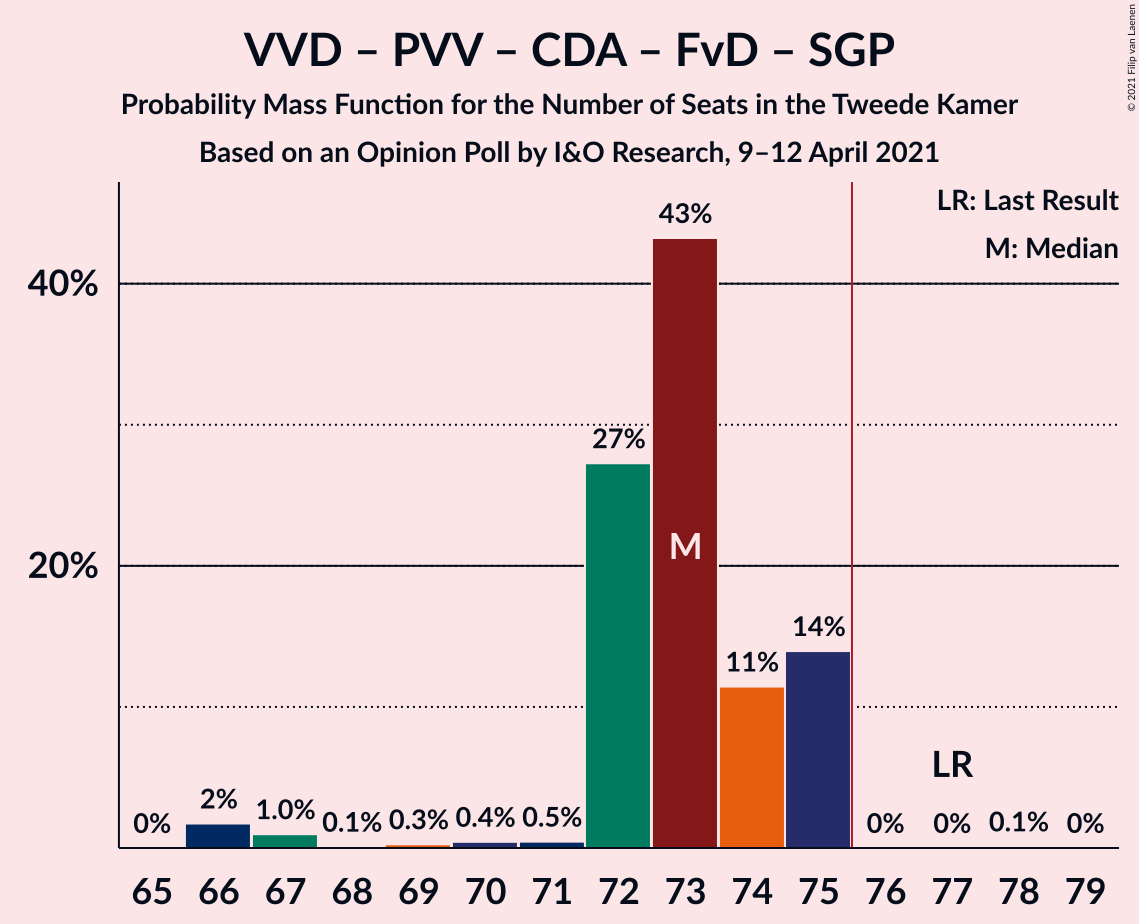 VVD – PVV – CDA – FvD – SGP
Probability Mass Function for the Number of Seats in the Tweede Kamer
Based on an Opinion Poll by I&O Research, 9–12 April 2021
© 2021 Filip van Laenen
LR: Last Result
M: Median
40%
20%
0%
2%
1.0%
0.1%
0.3%
0.4%
0.5%
27%
43%
M
11%
14%
0%
LR
0%
0.1%
0%
65 66 67 68 69 70 71 72 73 74 75 76 77 78 79